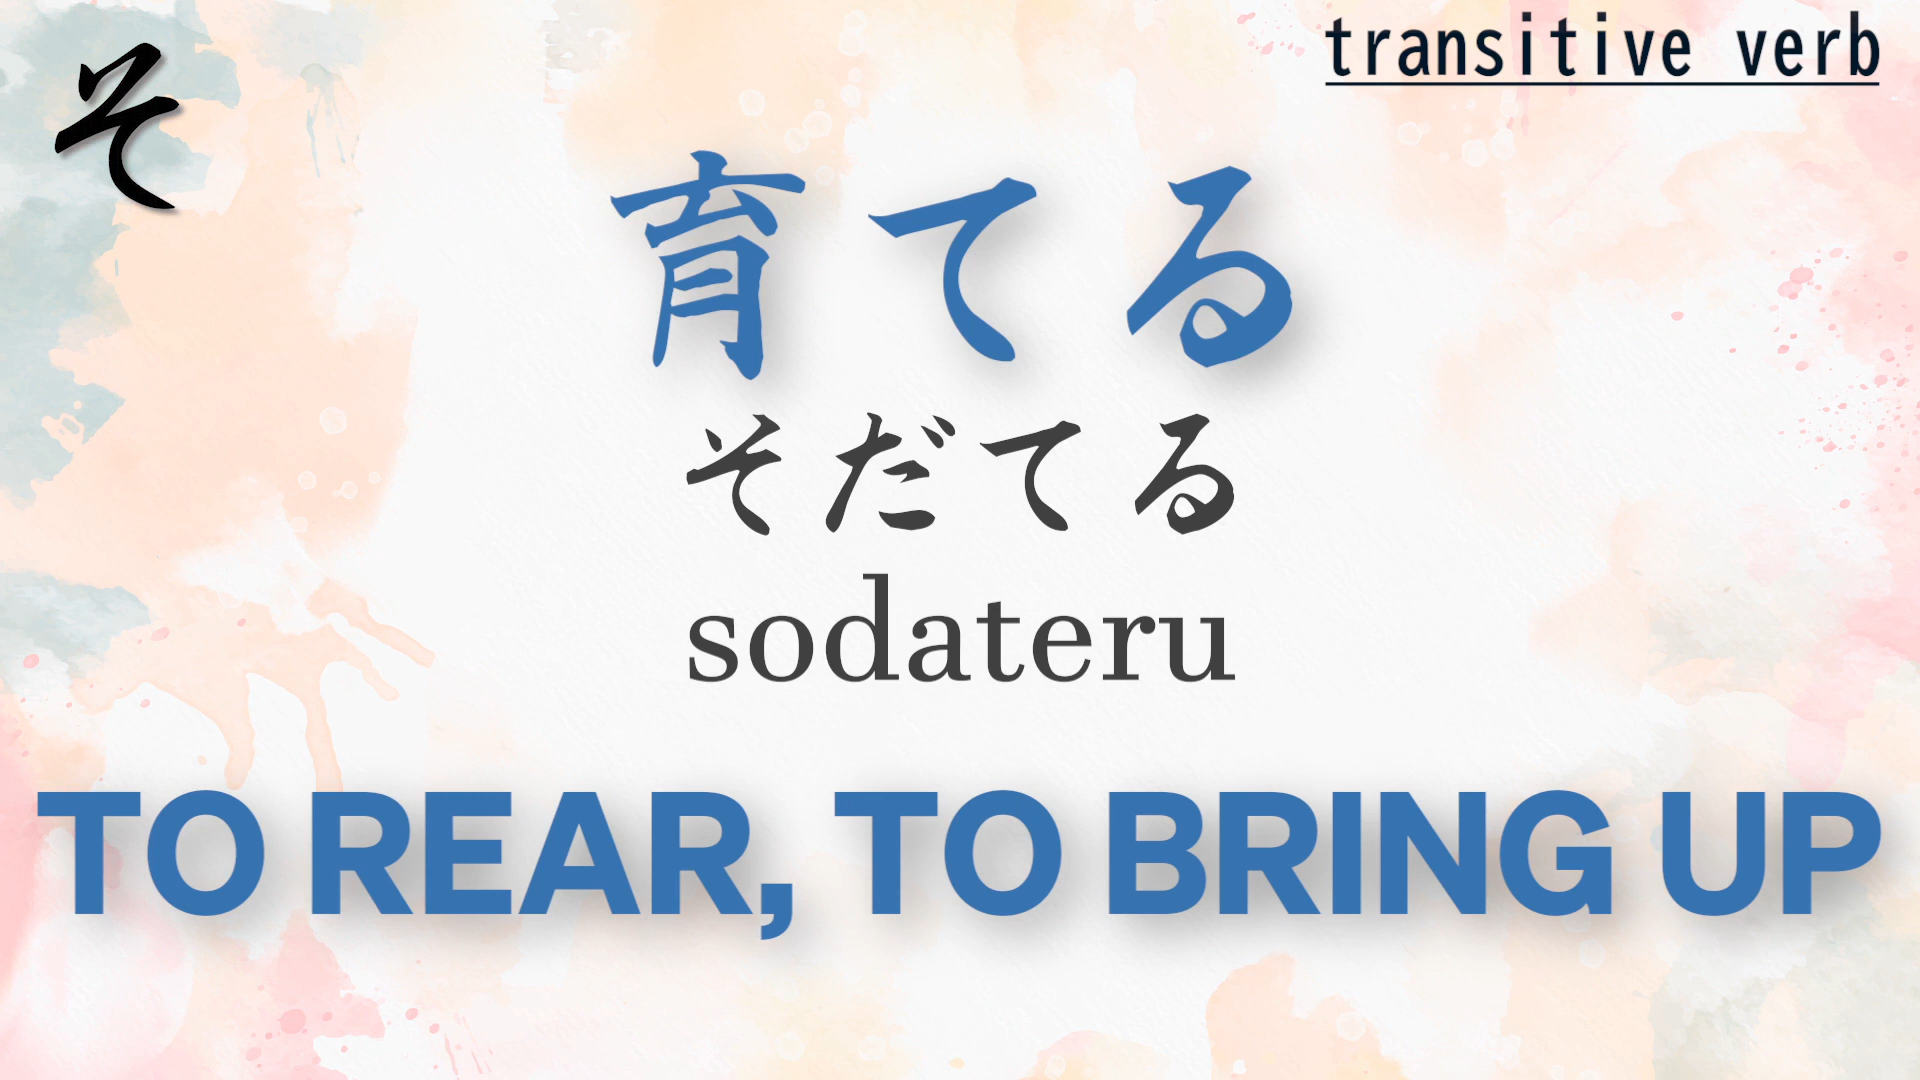 そ
transitive verb
育てる
そだてる
sodateru
TO REAR, TO BRING UP